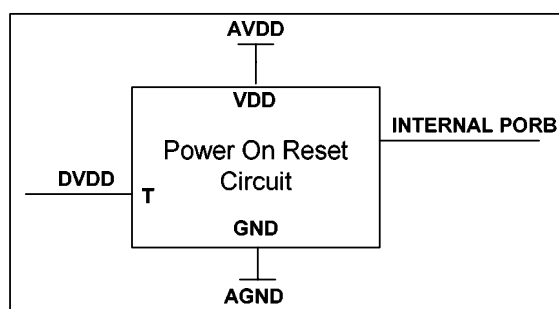 AVDD
VDD
INTERNAL PORB
Power On Reset
Circuit
DVDD
T
GND
AGND